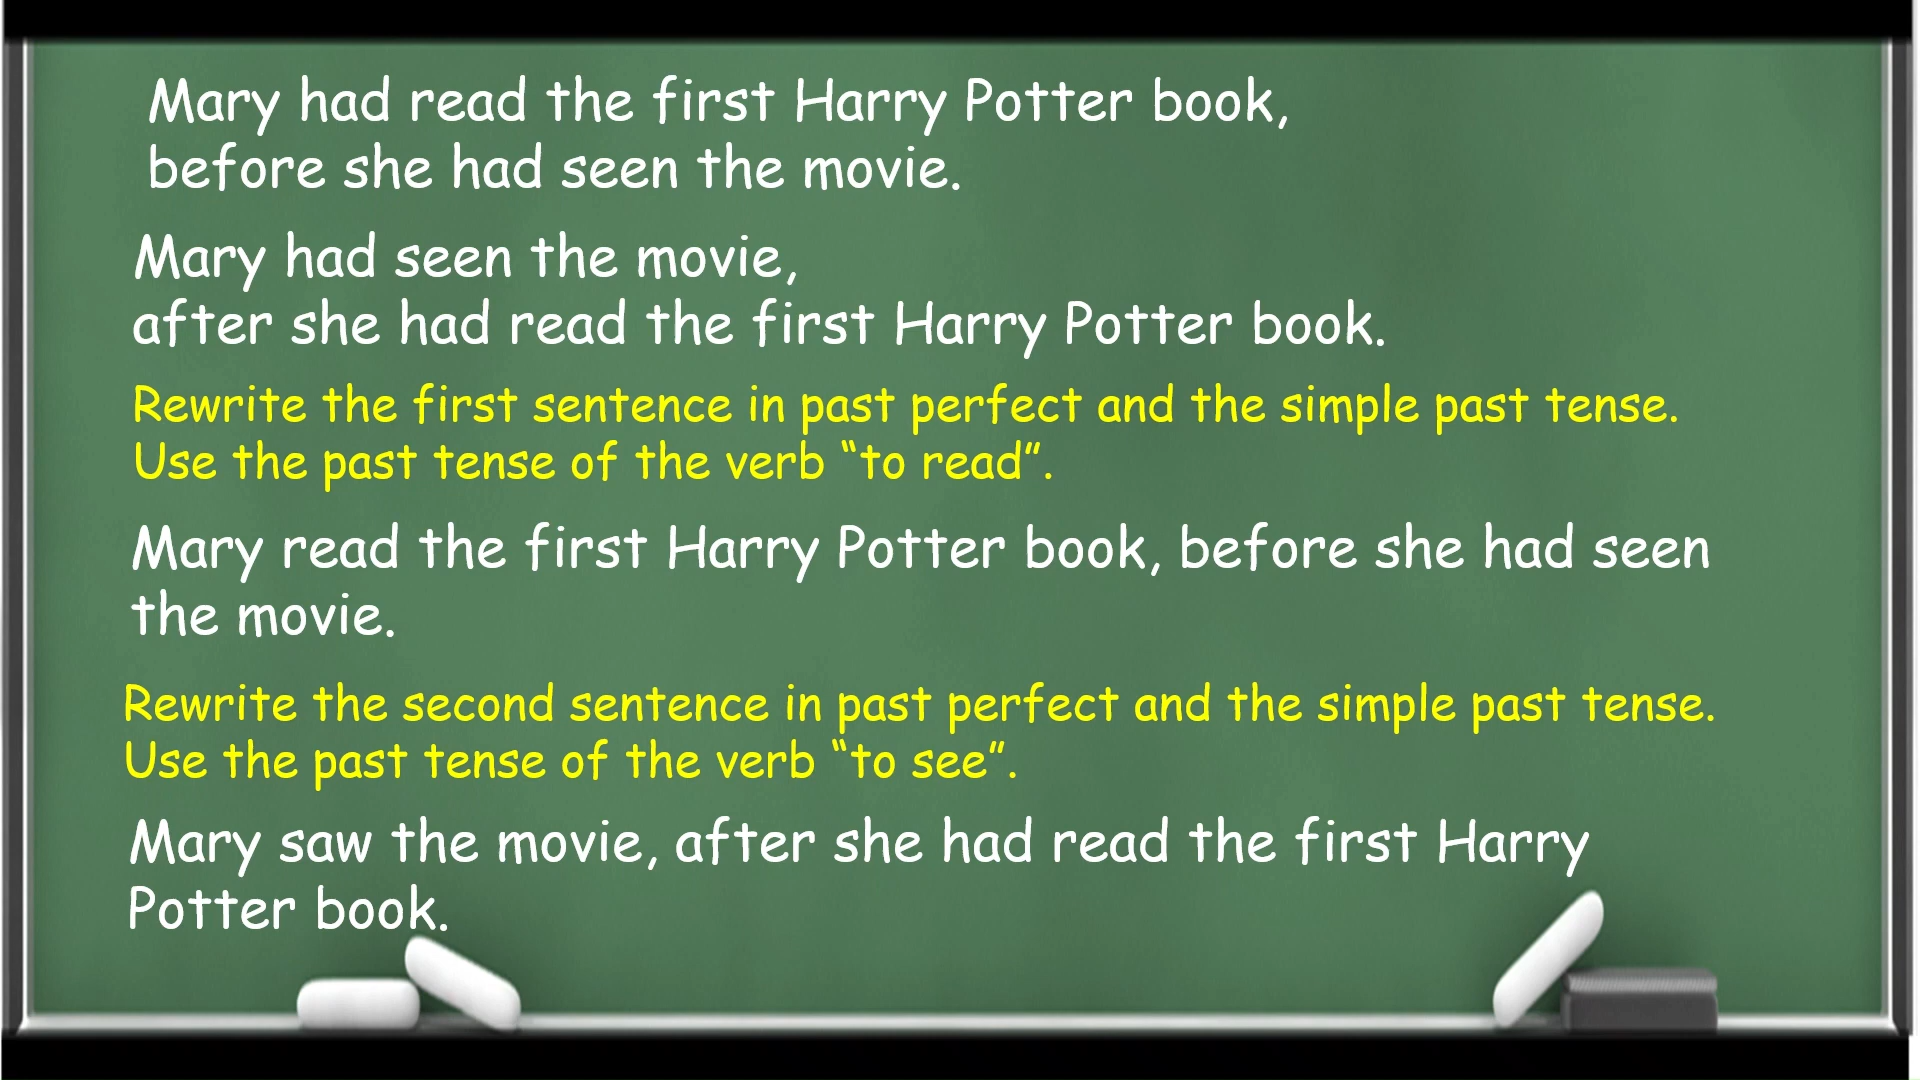 Mary had read the first Harry Potter book,
before she had seen the movie.
Mary had seen the movie,
after she had read the first Harry Potter book.
Rewrite the first sentence in past perfect and the simple past tense.
Use the past tense of the verb “to read”.
Mary read the first Harry Potter book, before she had seen
the movie.
Rewrite the second sentence in past perfect and the simple past tense.
Use the past tense of the verb “to see”.
Mary saw the movie, after she had read the first Harry
Potter book.